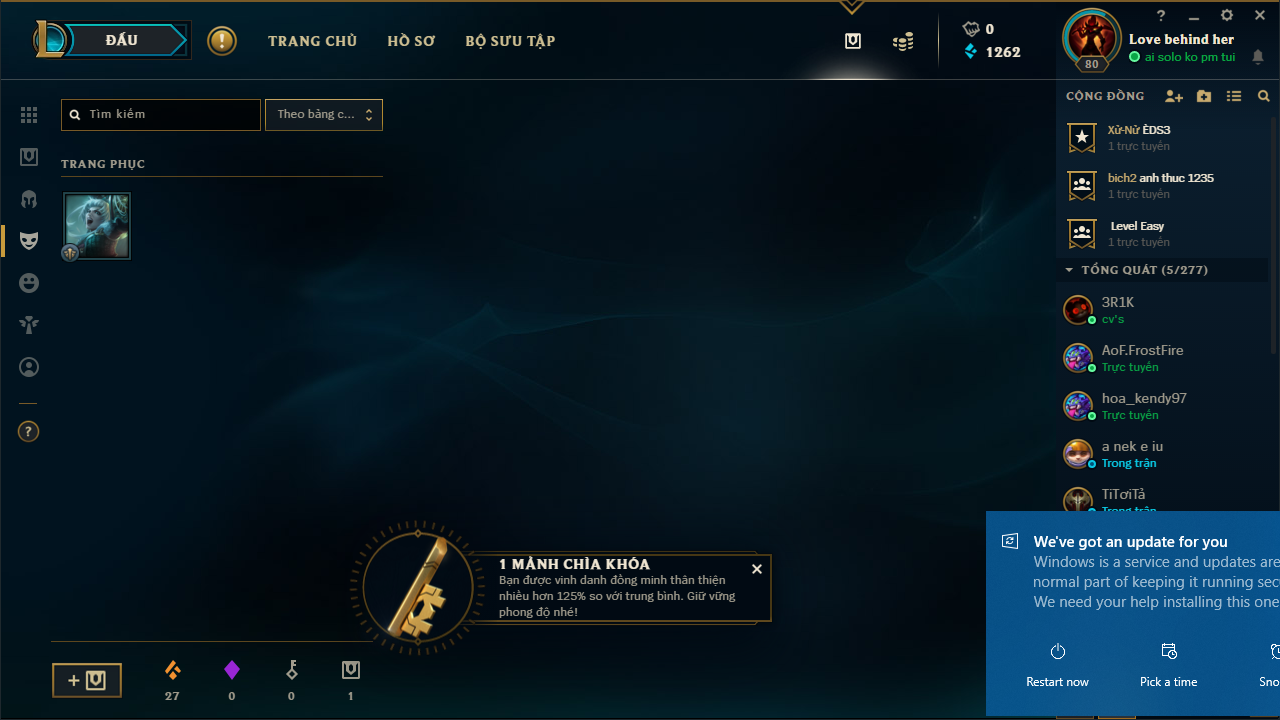 ĐẤU
TRANG CHỦ
HỒ SƠ
BỘ SƯU TẬP
0
1262
?
80
Love behind her
ai solo ko pm tui
Tìm kiếm
Theo bảng c...
TRANG PHỤC
?
CỘNG ĐỒNG
Xử-Nử ÈDS3
1 trực tuyến
bich2 anh thuc 1235
1 trực tuyến
Level Easy
1 trực tuyến
TỔNG QUÁT (5/277)
3R1K
cv's
AoF.FrostFire
Trực tuyến
hoa_kendy97
Trực tuyến
a nek e iu
Trong trận
TiTơiTả
Trong trận
1 MẢNH CHÌA KHÓA
Bạn được vinh danh đồng minh thân thiện
nhiều hơn 125% so với trung bình. Giữ vững
phong độ nhé!
27
0
0
1
We've got an update for you
Windows is a service and updates are
normal part of keeping it running sec
We need your help installing this one
Restart now
Pick a time
Sno